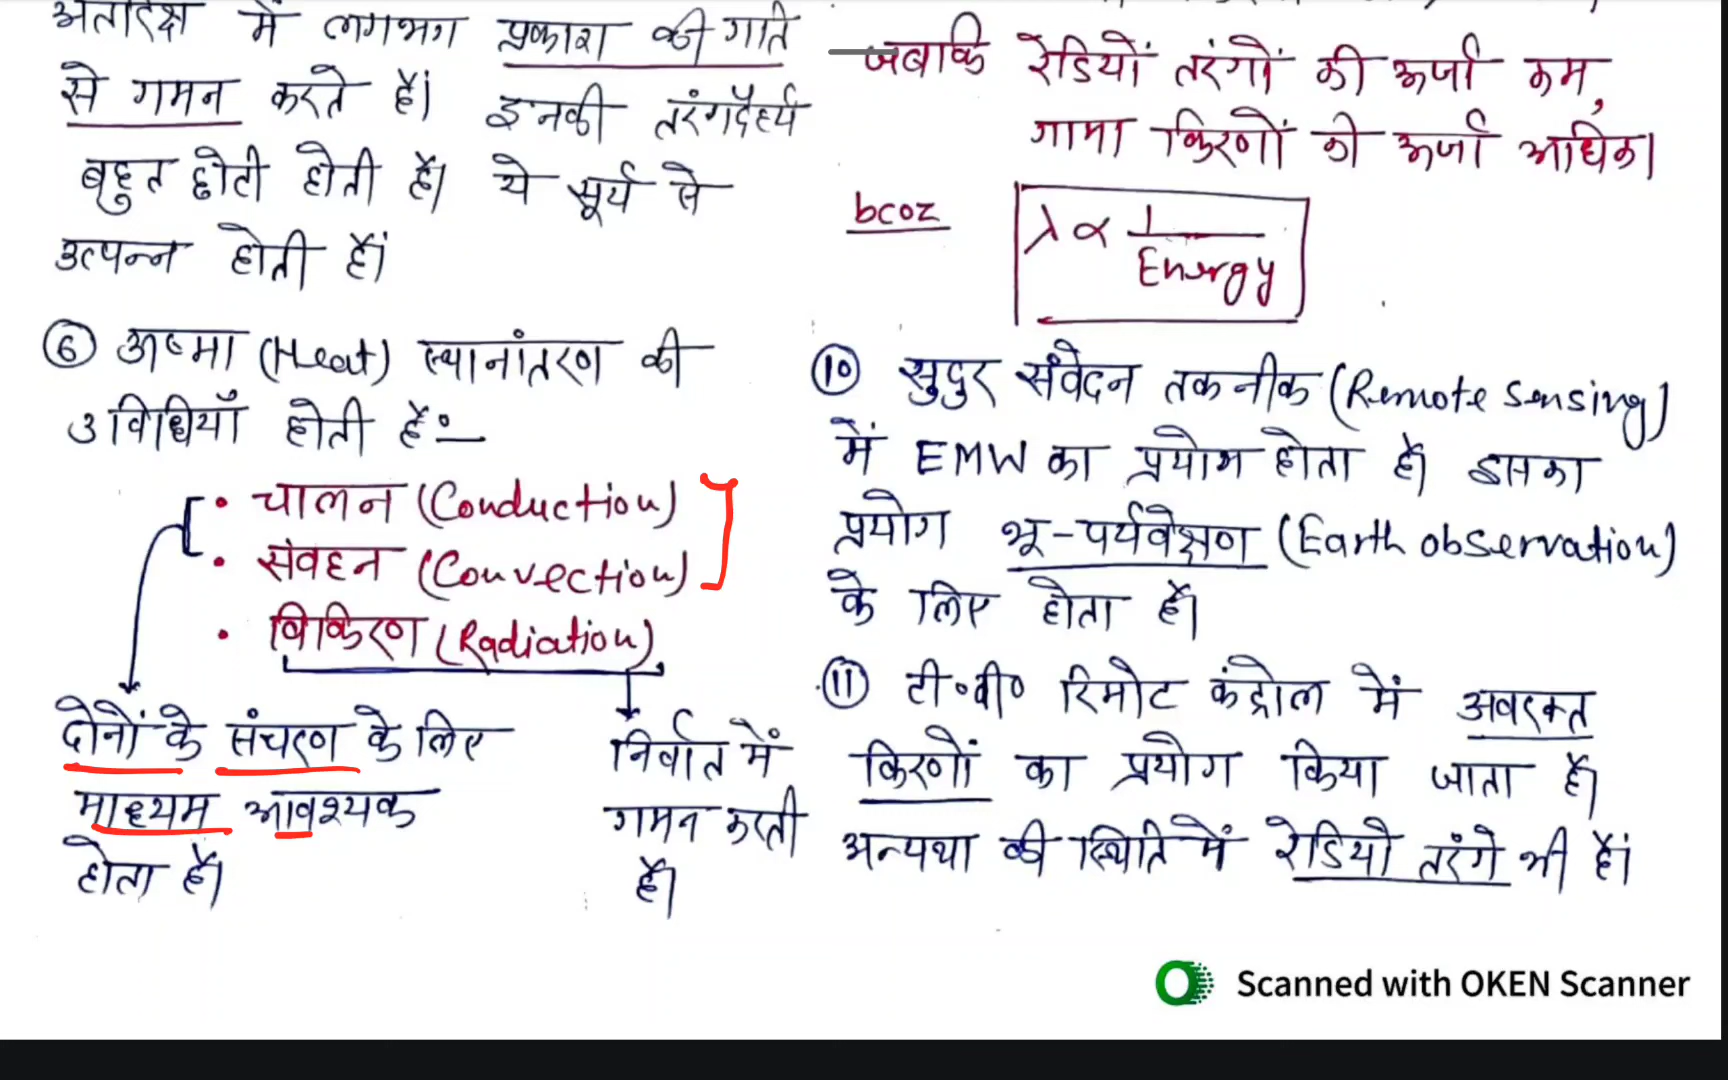 अंतरिक्ष में लगभग प्रकाश की गति
से गमन करते हैं। इनकी तरंगदैर्ध्य
बहुत छोटी होती है। ये सूर्य से
उत्पन्न होती हैं।
⑥ ऊष्मा (Heat) स्थानांतरण की
3 विधियाँ होती हैं:—
• चालन (Conduction)
• संवहन (Convection)
• विकिरण (Radiation)
दोनों के संचरण के लिए
माध्यम आवश्यक
होता है।
निर्वात में
गमन करती
है।
जबकि रेडियों तरंगों की ऊर्जा कम,
गामा किरणों की ऊर्जा अधिक।
bcoz
λ ∝ 1/Energy
⑩ सुदुर संवेदन तकनीक (Remote sensing)
में EMW का प्रयोग होता है। इसका
प्रयोग भू-पर्यवेक्षण (Earth observation)
के लिए होता है।
⑪ टी॰वी॰ रिमोट कंट्रोल में अवरक्त
किरणों का प्रयोग किया जाता है।
अन्यथा की स्थिति में रेडियो तरंगे भी हैं।
Scanned with OKEN Scanner